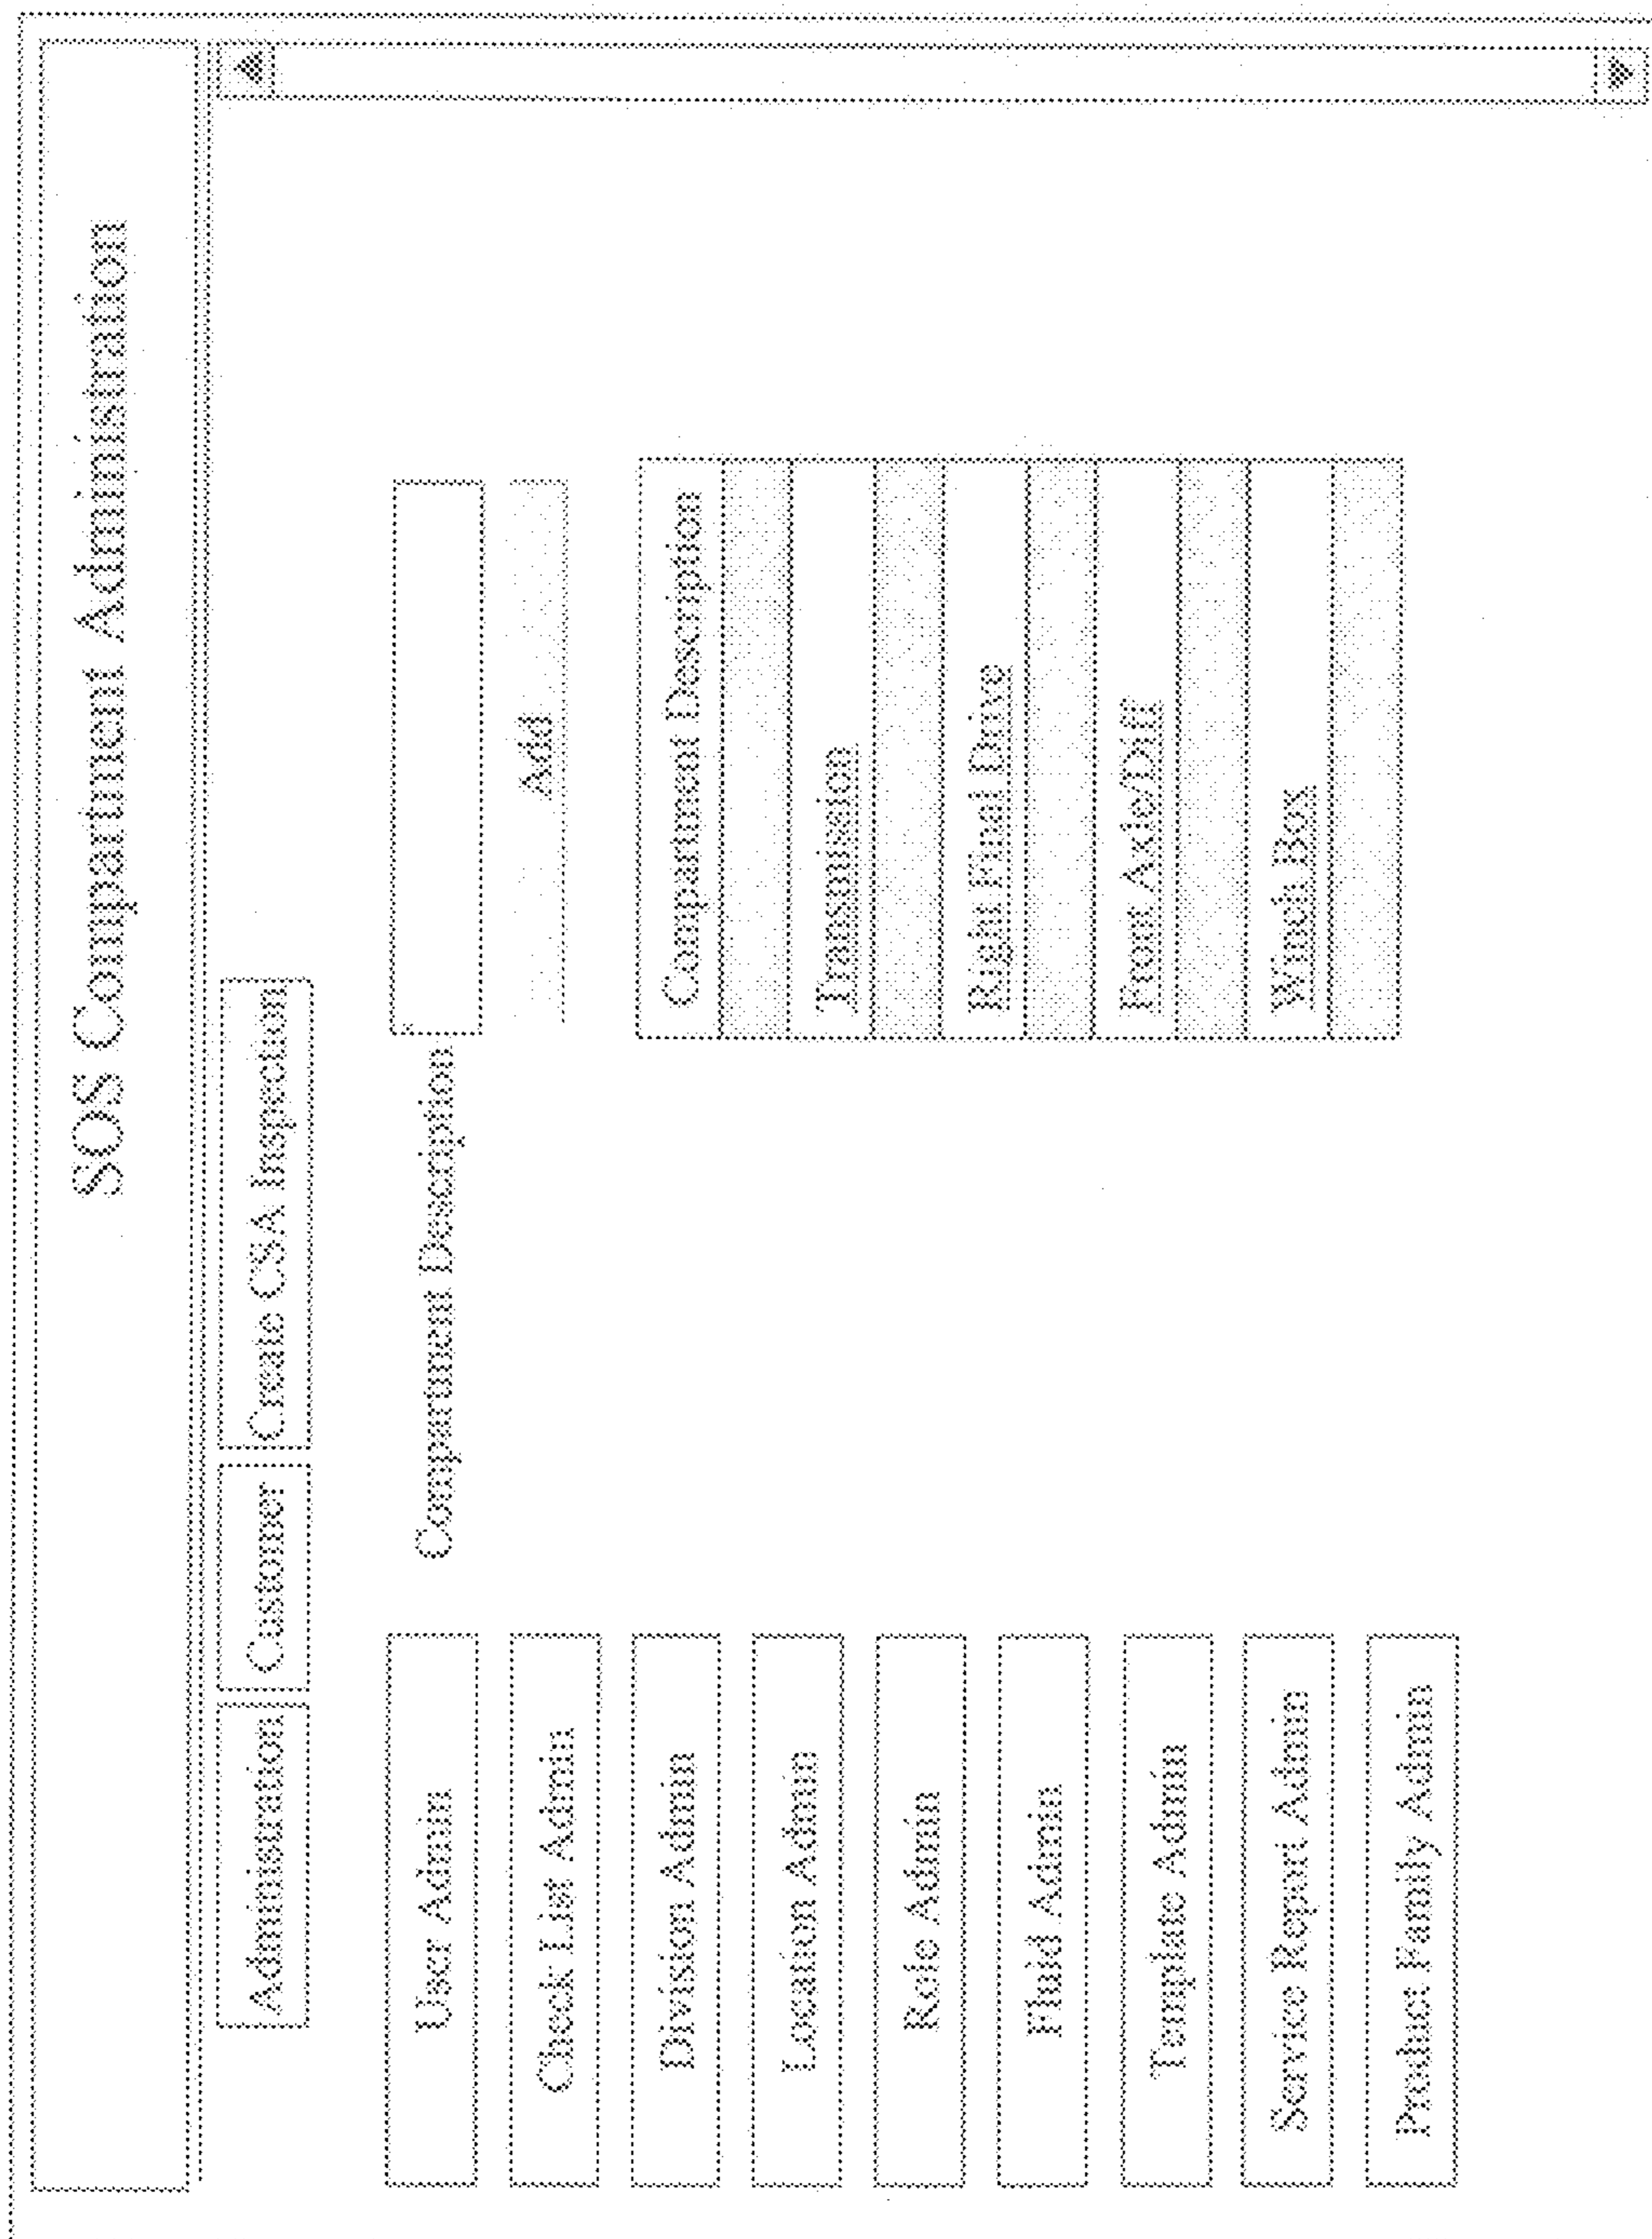 SOS Compartment Administration
Administration Customer Create CSA Inspection
User Admin
Check List Admin
Division Admin
Location Admin
Role Admin
Fluid Admin
Template Admin
Service Report Admin
Product Family Admin
Compartment Description
Add
Compartment Description
Transmission
Right Final Drive
Front Axle/Diff
Winch Box